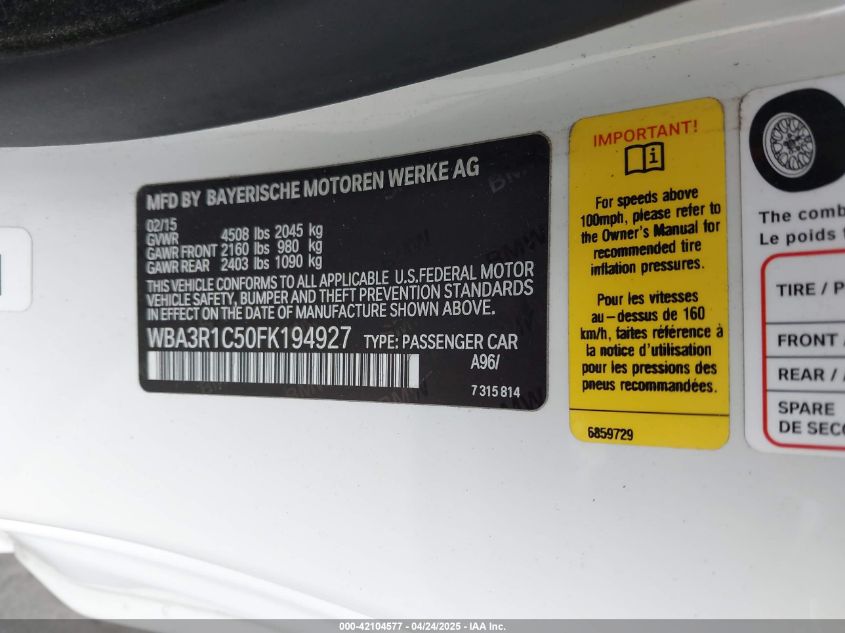 MFD BY BAYERISCHE MOTOREN WERKE AG
02/15
GVWR 4508 lbs 2045 kg
GAWR FRONT 2160 lbs 980 kg
GAWR REAR 2403 lbs 1090 kg
THIS VEHICLE CONFORMS TO ALL APPLICABLE U.S.FEDERAL MOTOR
VEHICLE SAFETY, BUMPER AND THEFT PREVENTION STANDARDS
IN EFFECT ON THE DATE OF MANUFACTURE SHOWN ABOVE.
WBA3R1C50FK194927 TYPE: PASSENGER CAR
A96/
7 315 814
IMPORTANT!
For speeds above
100mph, please refer to
the Owner's Manual for
recommended tire
inflation pressures.
Pour les vitesses
au-dessus de 160
km/h, faites référence à
la notice d'utilisation
pour les pressions des
pneus recommandées.
6859729
The comb
Le poids t
TIRE / P
FRONT /
REAR /
SPARE
DE SECO
000-42104577 - 04/24/2025 - IAA Inc.